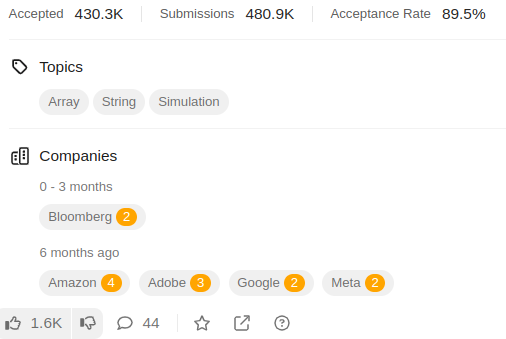 Accepted 430.3K Submissions 480.9K Acceptance Rate 89.5%
Topics
Array String Simulation
Companies
0 - 3 months
Bloomberg 2
6 months ago
Amazon 4 Adobe 3 Google 2 Meta 2
1.6K 44